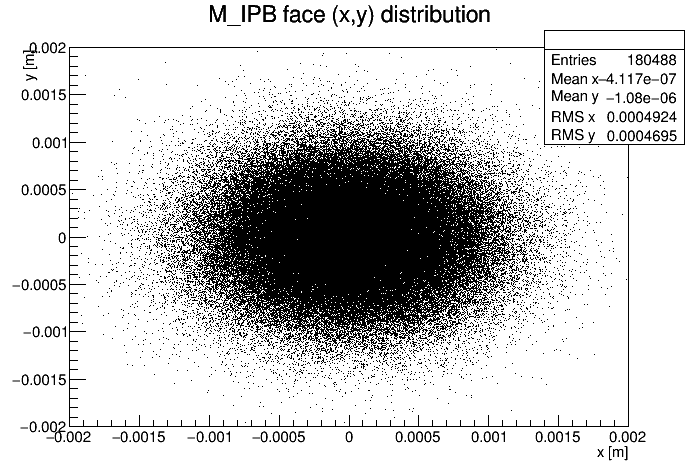 M_IPB face (x,y) distribution
y [m]
Entries 180488
Mean x −4.117e−07
Mean y −1.08e−06
RMS x 0.0004924
RMS y 0.0004695
0.002
0.0015
0.001
0.0005
0
−0.0005
−0.001
−0.0015
−0.002
−0.002 −0.0015 −0.001 −0.0005 0 0.0005 0.001 0.0015 0.002
x [m]